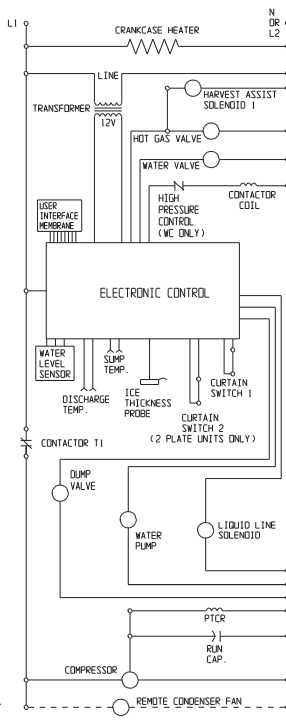 L1
N
OR
L2
CRANKCASE HEATER
LINE
TRANSFORMER
12V
HARVEST ASSIST
SOLENOID 1
HOT GAS VALVE
WATER VALVE
HIGH
PRESSURE
CONTROL
(WC ONLY)
CONTACTOR
COIL
USER
INTERFACE
MEMBRANE
ELECTRONIC CONTROL
WATER
LEVEL
SENSOR
DISCHARGE
TEMP.
SUMP
TEMP.
ICE
THICKNESS
PROBE
CURTAIN
SWITCH 1
CURTAIN
SWITCH 2
(2 PLATE UNITS ONLY)
CONTACTOR T1
DUMP
VALVE
WATER
PUMP
LIQUID LINE
SOLENOID
PTCR
RUN
CAP.
COMPRESSOR
REMOTE CONDENSER FAN